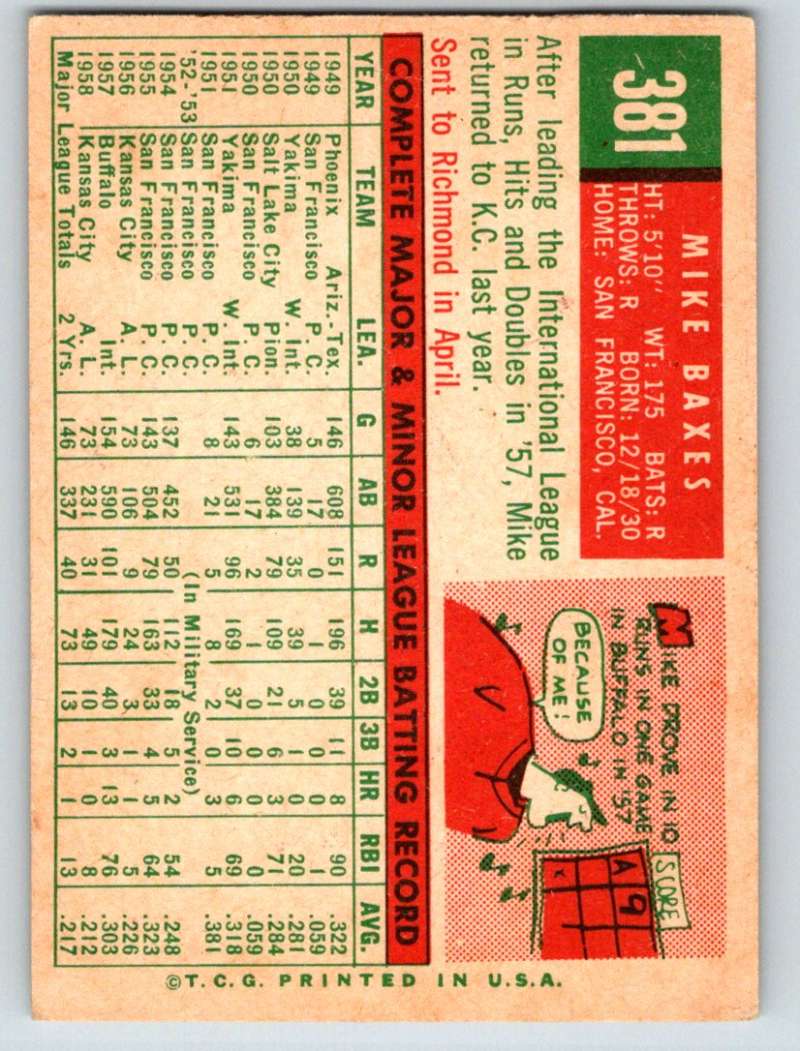 381
MIKE BAXES
HT: 5'10" WT: 175 BATS: R
THROWS: R BORN: 12/18/30
HOME: SAN FRANCISCO, CAL.
After leading the International League
in Runs, Hits and Doubles in '57, Mike
returned to K.C. last year.
Sent to Richmond in April.
MIKE DROVE IN 10
RUNS IN ONE GAME
IN BUFFALO IN '57
BECAUSE
OF ME!
SCORE
A 9
COMPLETE MAJOR & MINOR LEAGUE BATTING RECORD
YEAR TEAM LEA. G AB R H 2B 3B HR RBI AVG.
1949 Phoenix Ariz.-Tex. 146 608 151 196 39 11 8 90 .322
1949 San Francisco P. C. 5 17 0 1 0 0 0 1 .059
1950 Yakima W. Int. 38 139 35 39 5 1 0 20 .281
1950 Salt Lake City Pion. 103 384 79 109 21 6 3 71 .284
1950 San Francisco P. C. 6 17 2 1 0 0 0 0 .059
1951 Yakima W. Int. 143 531 96 169 37 10 6 69 .318
1951 San Francisco P. C. 8 21 5 8 2 0 3 5 .381
'52-'53 San Francisco P. C. (In Military Service)
1954 San Francisco P. C. 137 452 50 112 18 5 2 54 .248
1955 San Francisco P. C. 143 504 79 163 33 4 5 64 .323
1956 Kansas City A. L. 73 106 9 24 3 1 1 5 .226
1957 Buffalo Int. 154 590 101 179 40 3 13 76 .303
1958 Kansas City A. L. 73 231 31 49 10 1 0 8 .212
Major League Totals 2 Yrs. 146 337 40 73 13 2 1 13 .217
©T.C.G. PRINTED IN U.S.A.